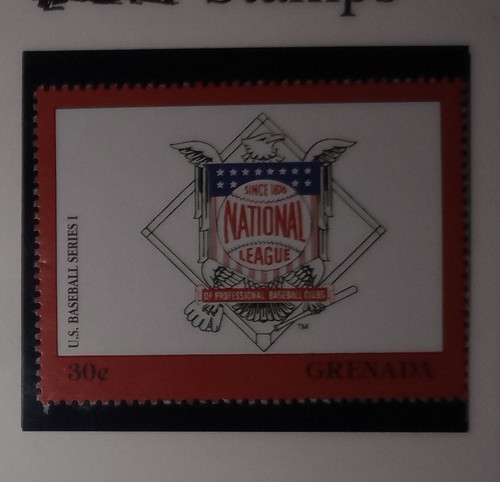 Stamps
U.S. BASEBALL SERIES I
SINCE 1876
NATIONAL
LEAGUE
OF PROFESSIONAL BASEBALL CLUBS
TM
30¢
GRENADA